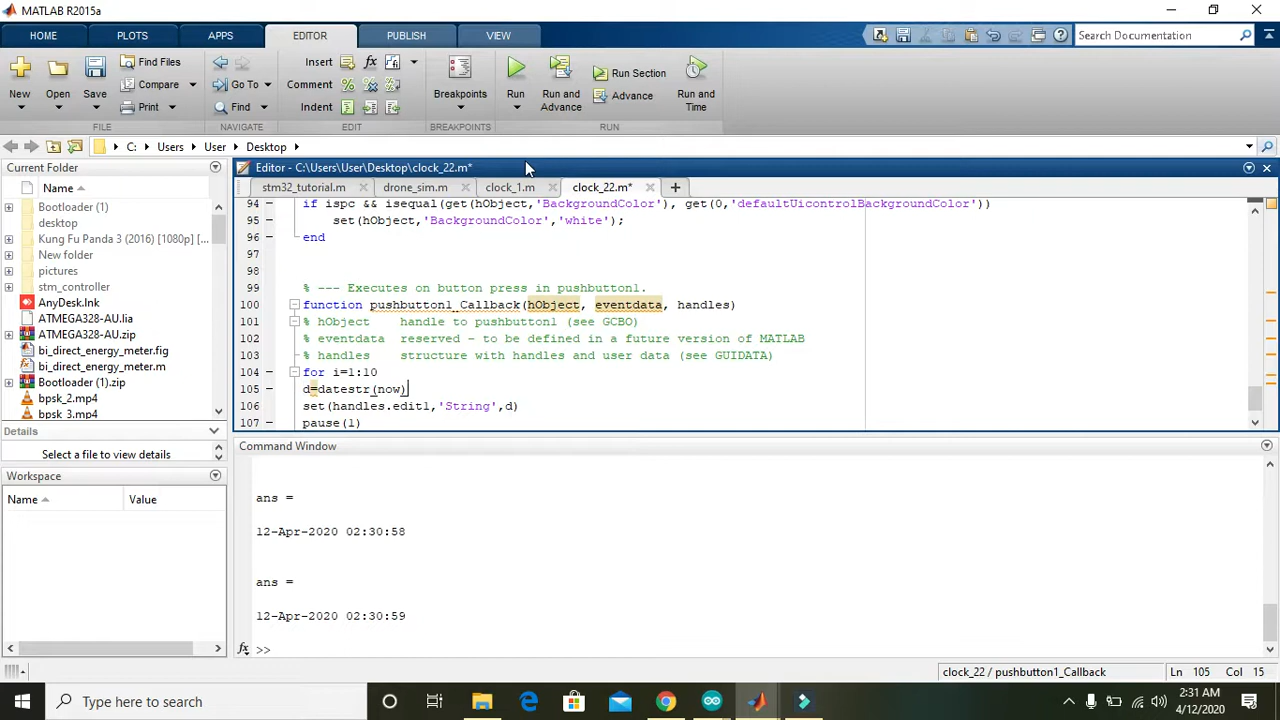 MATLAB R2015a
HOME PLOTS APPS EDITOR PUBLISH VIEW Search Documentation
New Open Save Find Files Compare Print
Go To Find
Insert fx
Comment
Indent
Breakpoints Run Run and Advance Run Section Advance Run and Time
FILE NAVIGATE EDIT BREAKPOINTS RUN
C: Users User Desktop
Current Folder
Name
Bootloader (1)
desktop
Kung Fu Panda 3 (2016) [1080p] [...
New folder
pictures
stm_controller
AnyDesk.lnk
ATMEGA328-AU.lia
ATMEGA328-AU.zip
bi_direct_energy_meter.fig
bi_direct_energy_meter.m
Bootloader (1).zip
bpsk_2.mp4
bpsk_3.mp4
Details
Select a file to view details
Workspace
Name Value
Editor - C:\Users\User\Desktop\clock_22.m*
stm32_tutorial.m drone_sim.m clock_1.m clock_22.m*
94 if ispc && isequal(get(hObject,'BackgroundColor'), get(0,'defaultUicontrolBackgroundColor'))
95 set(hObject,'BackgroundColor','white');
96 end
97
98
99 % --- Executes on button press in pushbutton1.
100 function pushbutton1_Callback(hObject, eventdata, handles)
101 % hObject handle to pushbutton1 (see GCBO)
102 % eventdata reserved - to be defined in a future version of MATLAB
103 % handles structure with handles and user data (see GUIDATA)
104 for i=1:10
105 d=datestr(now)
106 set(handles.edit1,'String',d)
107 pause(1)
Command Window
ans =
12-Apr-2020 02:30:58
ans =
12-Apr-2020 02:30:59
fx >>
clock_22 / pushbutton1_Callback Ln 105 Col 15
Type here to search
2:31 AM
4/12/2020